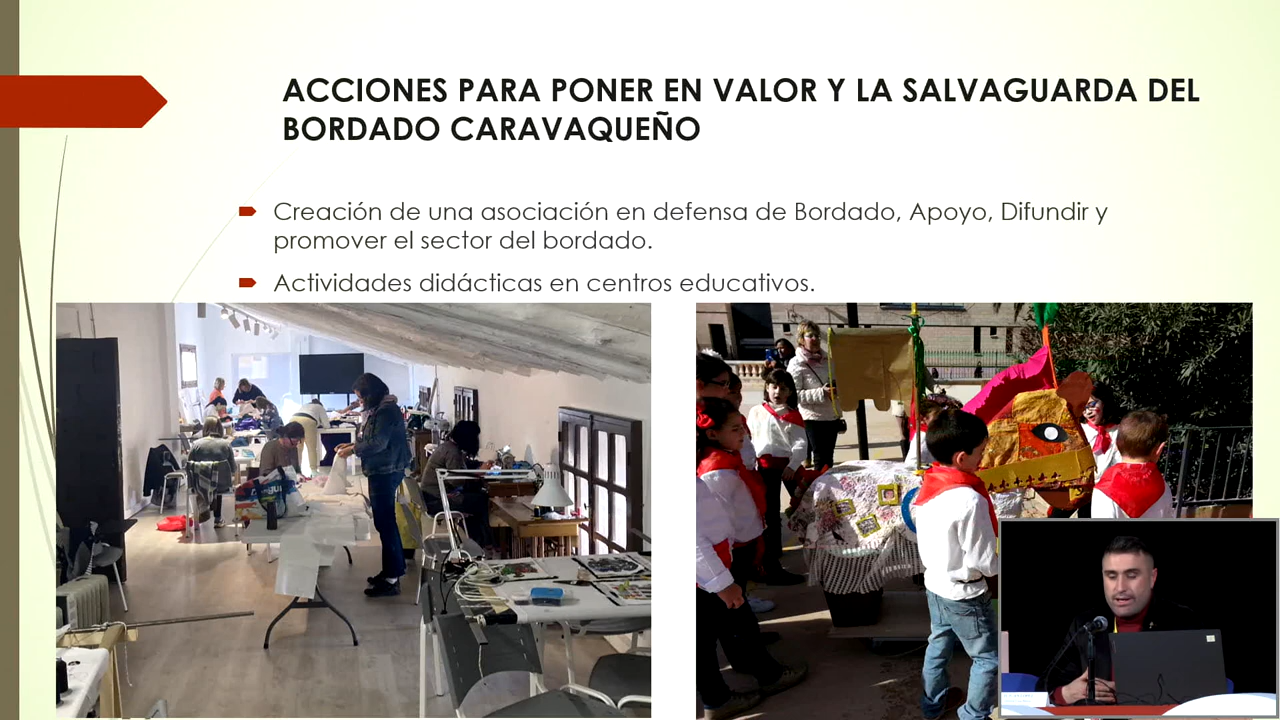 ACCIONES PARA PONER EN VALOR Y LA SALVAGUARDA DEL
BORDADO CARAVAQUEÑO
Creación de una asociación en defensa de Bordado, Apoyo, Difundir y
promover el sector del bordado.
Actividades didácticas en centros educativos.